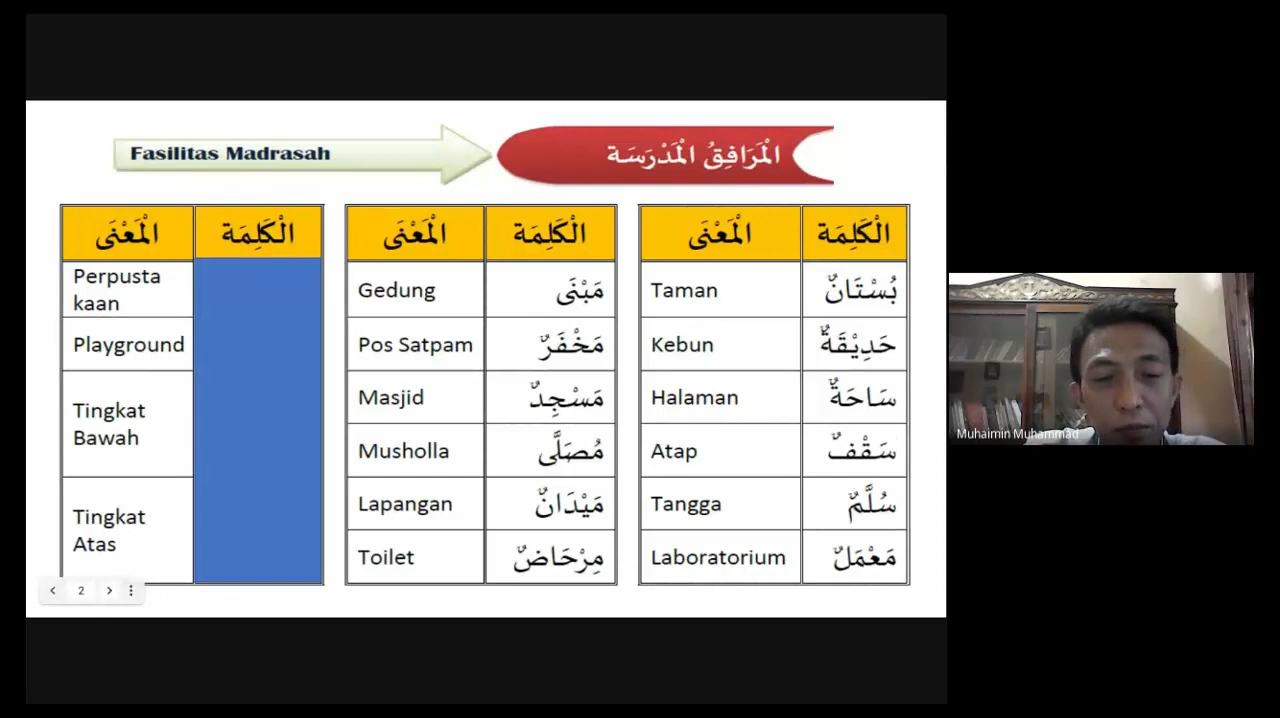 Fasilitas Madrasah
الْمَرَافِقُ الْمَدْرَسَة
الْكَلِمَة الْمَعْنَى
بُسْتَانٌ Taman
حَدِيْقَةٌ Kebun
سَاحَةٌ Halaman
سَقْفٌ Atap
سُلَّمٌ Tangga
مَعْمَلٌ Laboratorium
الْكَلِمَة الْمَعْنَى
مَبْنَى Gedung
مَخْفَرٌ Pos Satpam
مَسْجِدٌ Masjid
مُصَلَّى Musholla
مَيْدَانٌ Lapangan
مِرْحَاضٌ Toilet
الْكَلِمَة الْمَعْنَى
Perpusta
kaan
Playground
Tingkat
Bawah
Tingkat
Atas
2
Muhaimin Muhammad